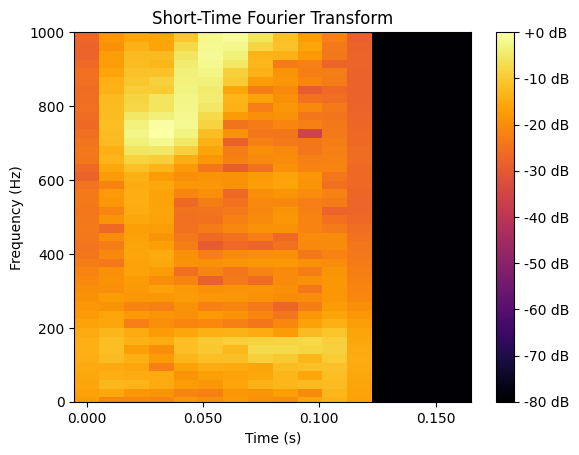 Short-Time Fourier Transform
1000
800
600
400
200
0
Frequency (Hz)
0.000
0.050
0.100
0.150
Time (s)
+0 dB
-10 dB
-20 dB
-30 dB
-40 dB
-50 dB
-60 dB
-70 dB
-80 dB